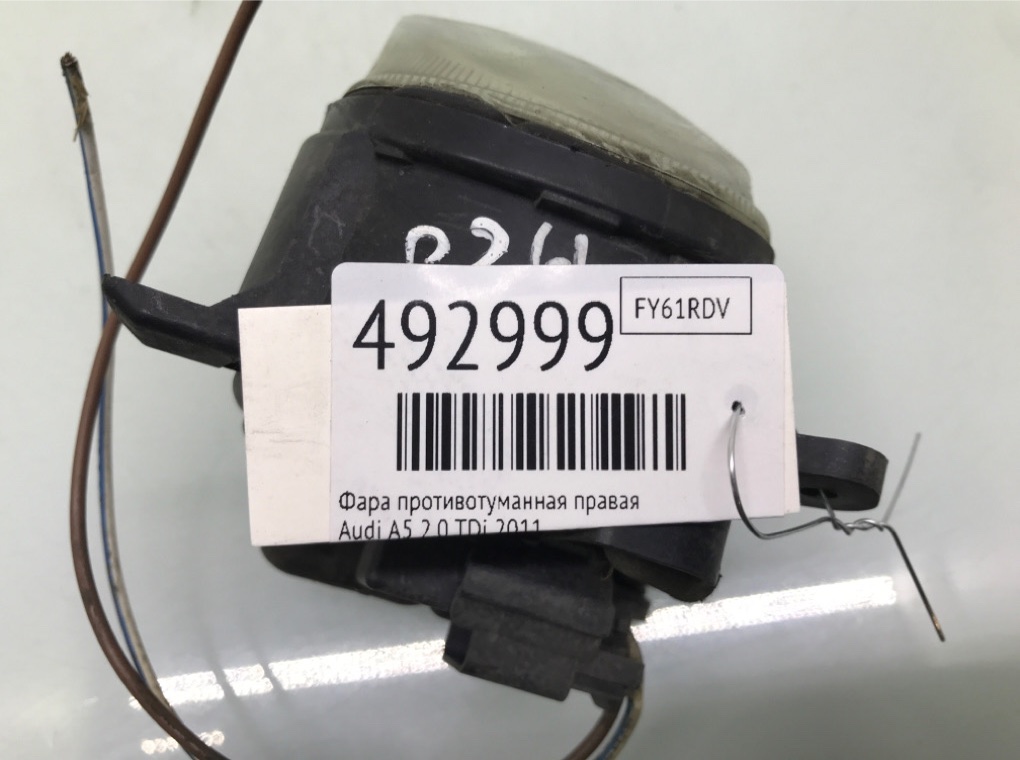 492999
FY61RDV
Фара противотуманная правая
Audi A5 2.0 TDi 2011